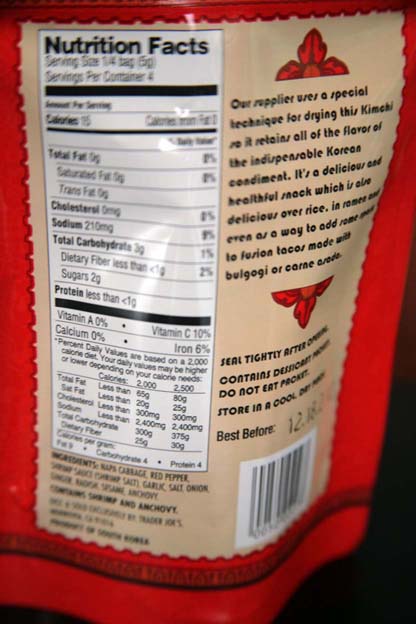 Nutrition Facts
Serving Size 1/4 bag (5g)
Servings Per Container 4
Amount Per Serving
Calories 15 Calories from Fat 0
% Daily Value*
Total Fat 0g 0%
Saturated Fat 0g 0%
Trans Fat 0g
Cholesterol 0mg 0%
Sodium 210mg 9%
Total Carbohydrate 3g 1%
Dietary Fiber less than <1g 2%
Sugars 2g
Protein less than <1g
Vitamin A 0% • Vitamin C 10%
Calcium 0% • Iron 6%
*Percent Daily Values are based on a 2,000
calorie diet. Your daily values may be higher
or lower depending on your calorie needs:
Calories: 2,000 2,500
Total Fat Less than 65g 80g
Sat Fat Less than 20g 25g
Cholesterol Less than 300mg 300mg
Sodium Less than 2,400mg 2,400mg
Total Carbohydrate 300g 375g
Dietary Fiber 25g 30g
Calories per gram:
Fat 9 • Carbohydrate 4 • Protein 4
INGREDIENTS: NAPA CABBAGE, RED PEPPER,
SHRIMP SAUCE (SHRIMP, SALT), GARLIC, SALT, ONION,
GINGER, RADISH, SESAME, ANCHOVY.
CONTAINS SHRIMP AND ANCHOVY.
DIST. & SOLD EXCLUSIVELY BY: TRADER JOE'S,
MONROVIA, CA 91016
PRODUCT OF SOUTH KOREA
Our supplier uses a special
technique for drying this Kimchi
so it retains all of the flavor of
the indispensable Korean
condiment. It's a delicious and
healthful snack which is also
delicious over rice, in ramen and
even as a way to add some
to fusion tacos made with
bulgogi or carne asada.
SEAL TIGHTLY AFTER OPENING.
CONTAINS DESSICANT PACKET.
DO NOT EAT PACKET.
STORE IN A COOL, DRY PLACE
Best Before: 12.18.